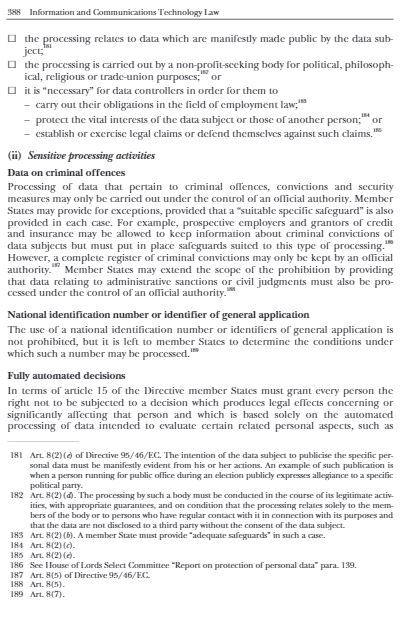 388 Information and Communications Technology Law
☐ the processing relates to data which are manifestly made public by the data sub-
ject;181
☐ the processing is carried out by a non-profit-seeking body for political, philosoph-
ical, religious or trade-union purposes;182 or
☐ it is “necessary” for data controllers in order for them to
– carry out their obligations in the field of employment law;183
– protect the vital interests of the data subject or those of another person;184 or
– establish or exercise legal claims or defend themselves against such claims.185
(ii) Sensitive processing activities
Data on criminal offences
Processing of data that pertain to criminal offences, convictions and security
measures may only be carried out under the control of an official authority. Member
States may provide for exceptions, provided that a “suitable specific safeguard” is also
provided in each case. For example, prospective employers and grantors of credit
and insurance may be allowed to keep information about criminal convictions of
data subjects but must put in place safeguards suited to this type of processing.186
However, a complete register of criminal convictions may only be kept by an official
authority.187 Member States may extend the scope of the prohibition by providing
that data relating to administrative sanctions or civil judgments must also be pro-
cessed under the control of an official authority.188
National identification number or identifier of general application
The use of a national identification number or identifiers of general application is
not prohibited, but it is left to member States to determine the conditions under
which such a number may be processed.189
Fully automated decisions
In terms of article 15 of the Directive member States must grant every person the
right not to be subjected to a decision which produces legal effects concerning or
significantly affecting that person and which is based solely on the automated
processing of data intended to evaluate certain related personal aspects, such as
181 Art. 8(2)(e) of Directive 95/46/EC. The intention of the data subject to publicise the specific per-
sonal data must be manifestly evident from his or her actions. An example of such publication is
when a person running for public office during an election publicly expresses allegiance to a specific
political party.
182 Art. 8(2)(d). The processing by such a body must be conducted in the course of its legitimate activ-
ities, with appropriate guarantees, and on condition that the processing relates solely to the mem-
bers of the body or to persons who have regular contact with it in connection with its purposes and
that the data are not disclosed to a third party without the consent of the data subject.
183 Art. 8(2)(b). A member State must provide “adequate safeguards” in such a case.
184 Art. 8(2)(c).
185 Art. 8(2)(e).
186 See House of Lords Select Committee “Report on protection of personal data” para. 139.
187 Art. 8(5) of Directive 95/46/EC.
188 Art. 8(5).
189 Art. 8(7).